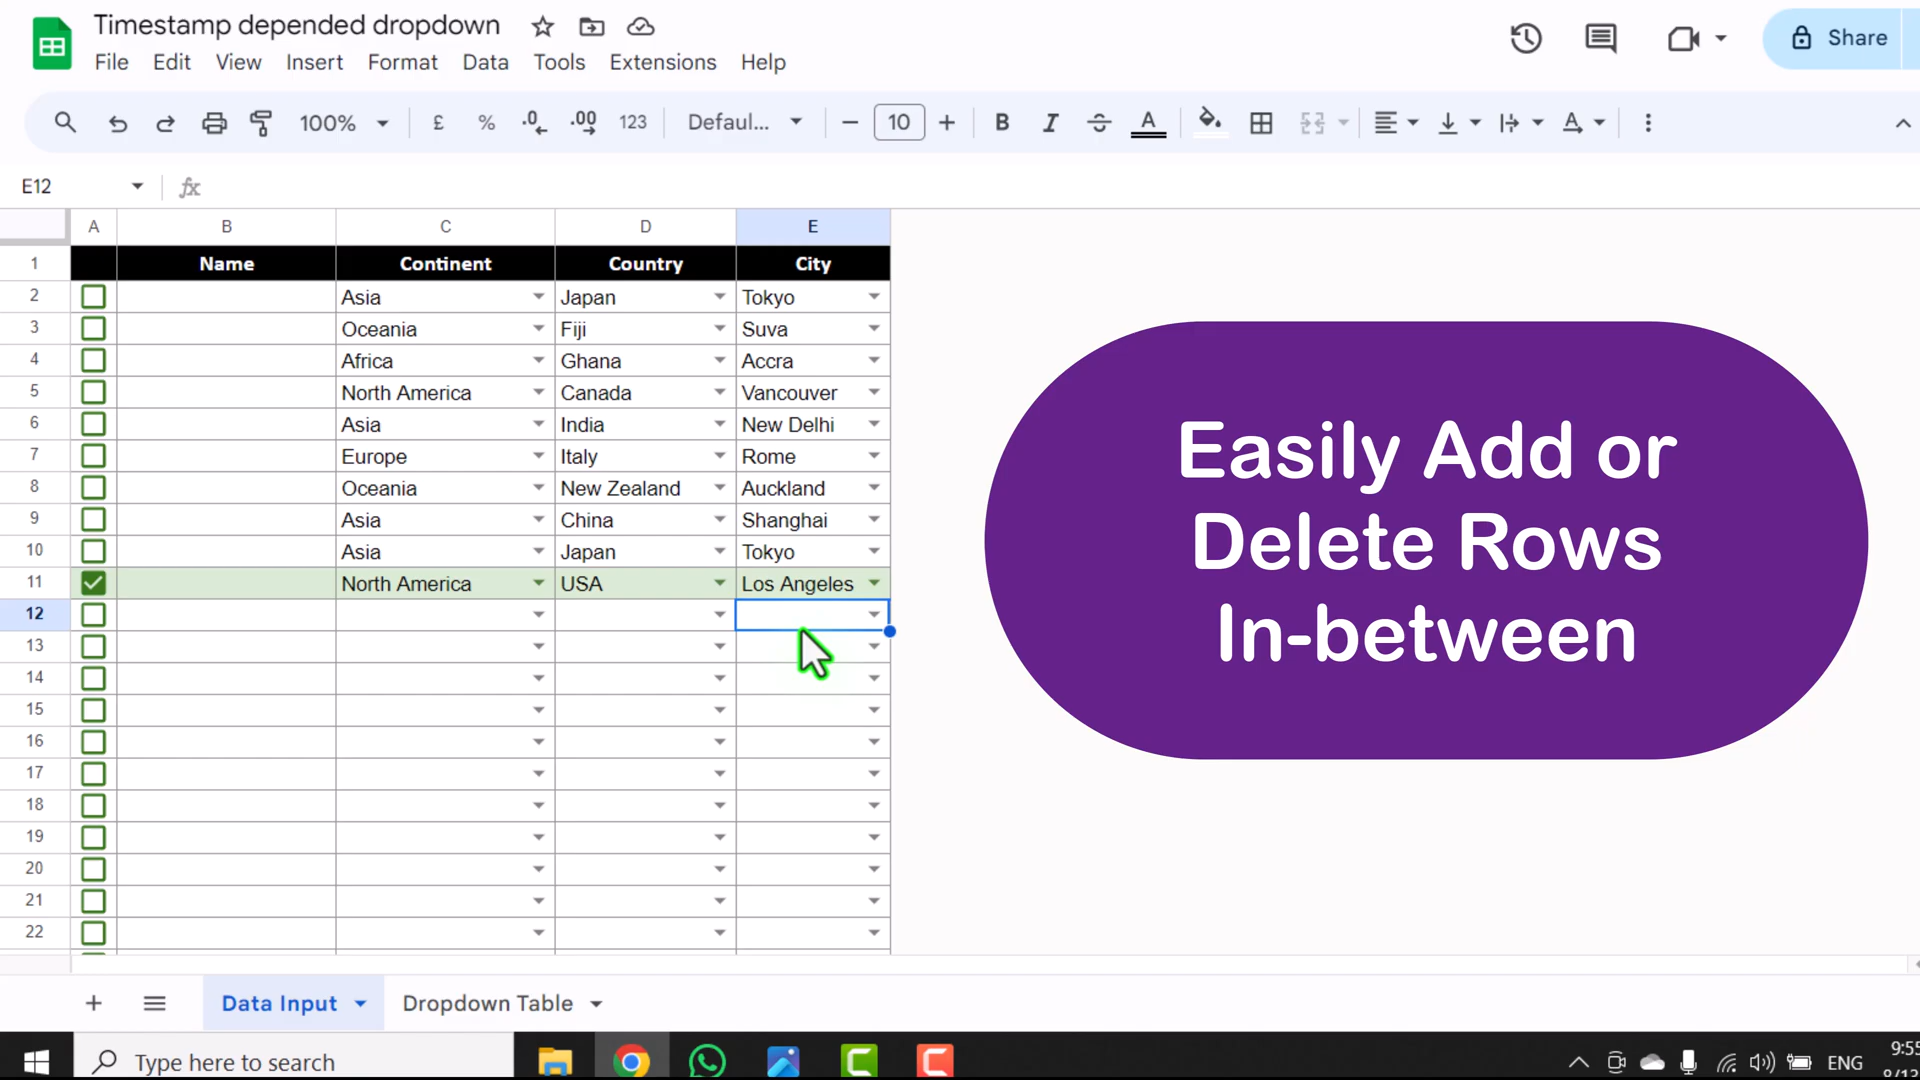 Timestamp depended dropdown
File Edit View Insert Format Data Tools Extensions Help
Share
100% £ % .0 .00 123 Defaul... 10 B I S A A
E12 fx
A B C D E
1 Name Continent Country City
2 Asia Japan Tokyo
3 Oceania Fiji Suva
4 Africa Ghana Accra
5 North America Canada Vancouver
6 Asia India New Delhi
7 Europe Italy Rome
8 Oceania New Zealand Auckland
9 Asia China Shanghai
10 Asia Japan Tokyo
11 North America USA Los Angeles
12
13
14
15
16
17
18
19
20
21
22
Easily Add or
Delete Rows
In-between
Data Input Dropdown Table
Type here to search
ENG
9:55